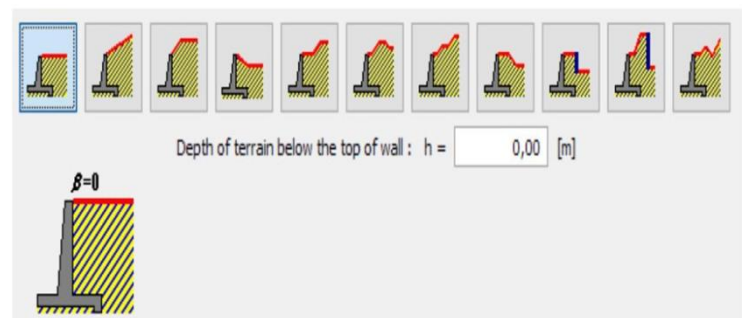 Depth of terrain below the top of wall : h = 0,00 [m]
β=0